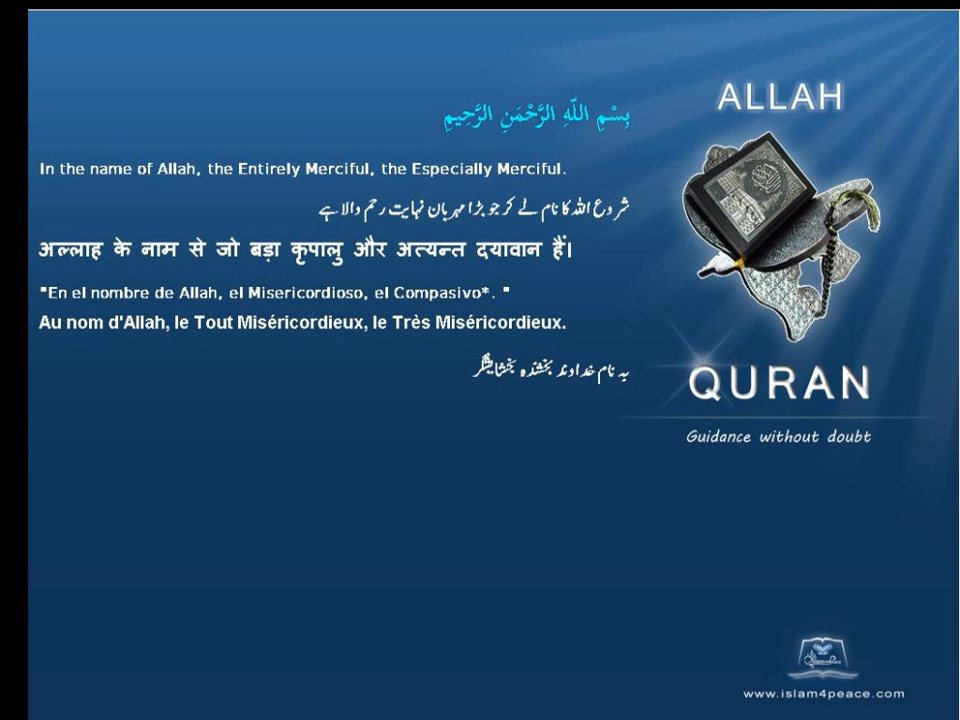 بِسْمِ اللّهِ الرَّحْمَنِ الرَّحِيمِ
In the name of Allah, the Entirely Merciful, the Especially Merciful.
شروع الله کا نام لے کر جو بڑا مہربان نہایت رحم والا ہے
अल्लाह के नाम से जो बड़ा कृपालु और अत्यन्त दयावान हैं।
"En el nombre de Allah, el Misericordioso, el Compasivo*. "
Au nom d'Allah, le Tout Miséricordieux, le Très Miséricordieux.
به نام خداوند بخشنده بخشایشگر
ALLAH
QURAN
Guidance without doubt
www.islam4peace.com